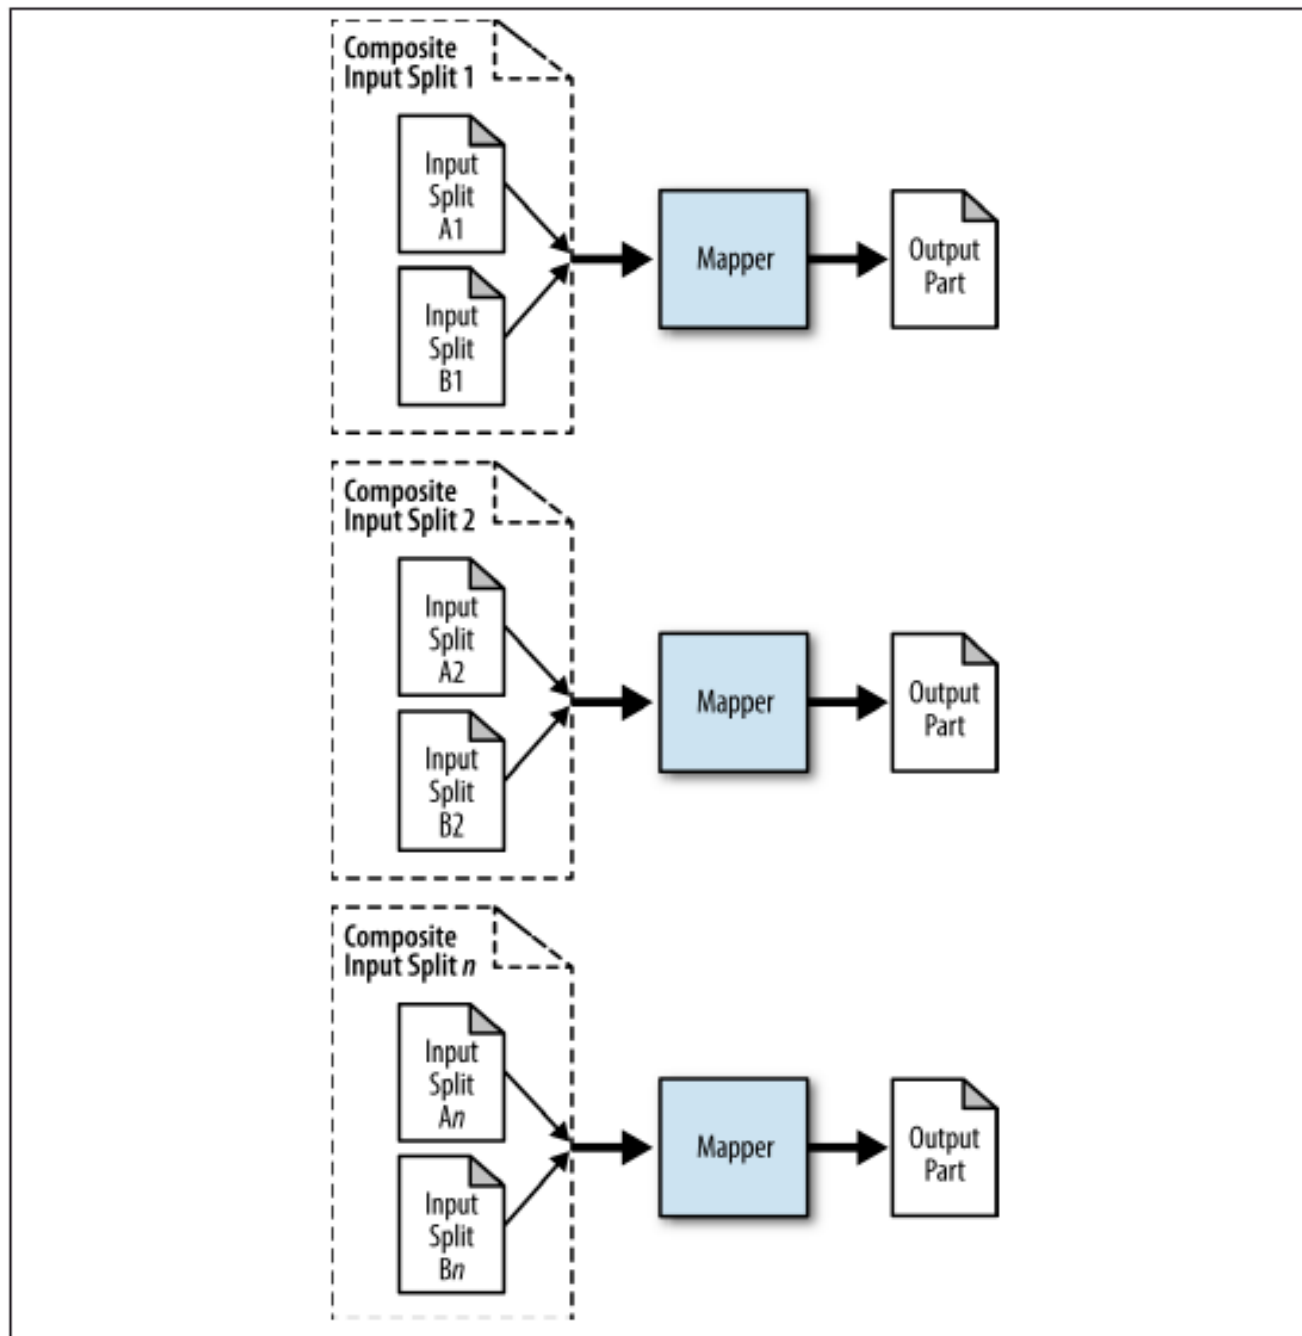 Composite
Input Split 1
Input
Split
A1
Input
Split
B1
Mapper
Output
Part
Composite
Input Split 2
Input
Split
A2
Input
Split
B2
Mapper
Output
Part
Composite
Input Split n
Input
Split
An
Input
Split
Bn
Mapper
Output
Part